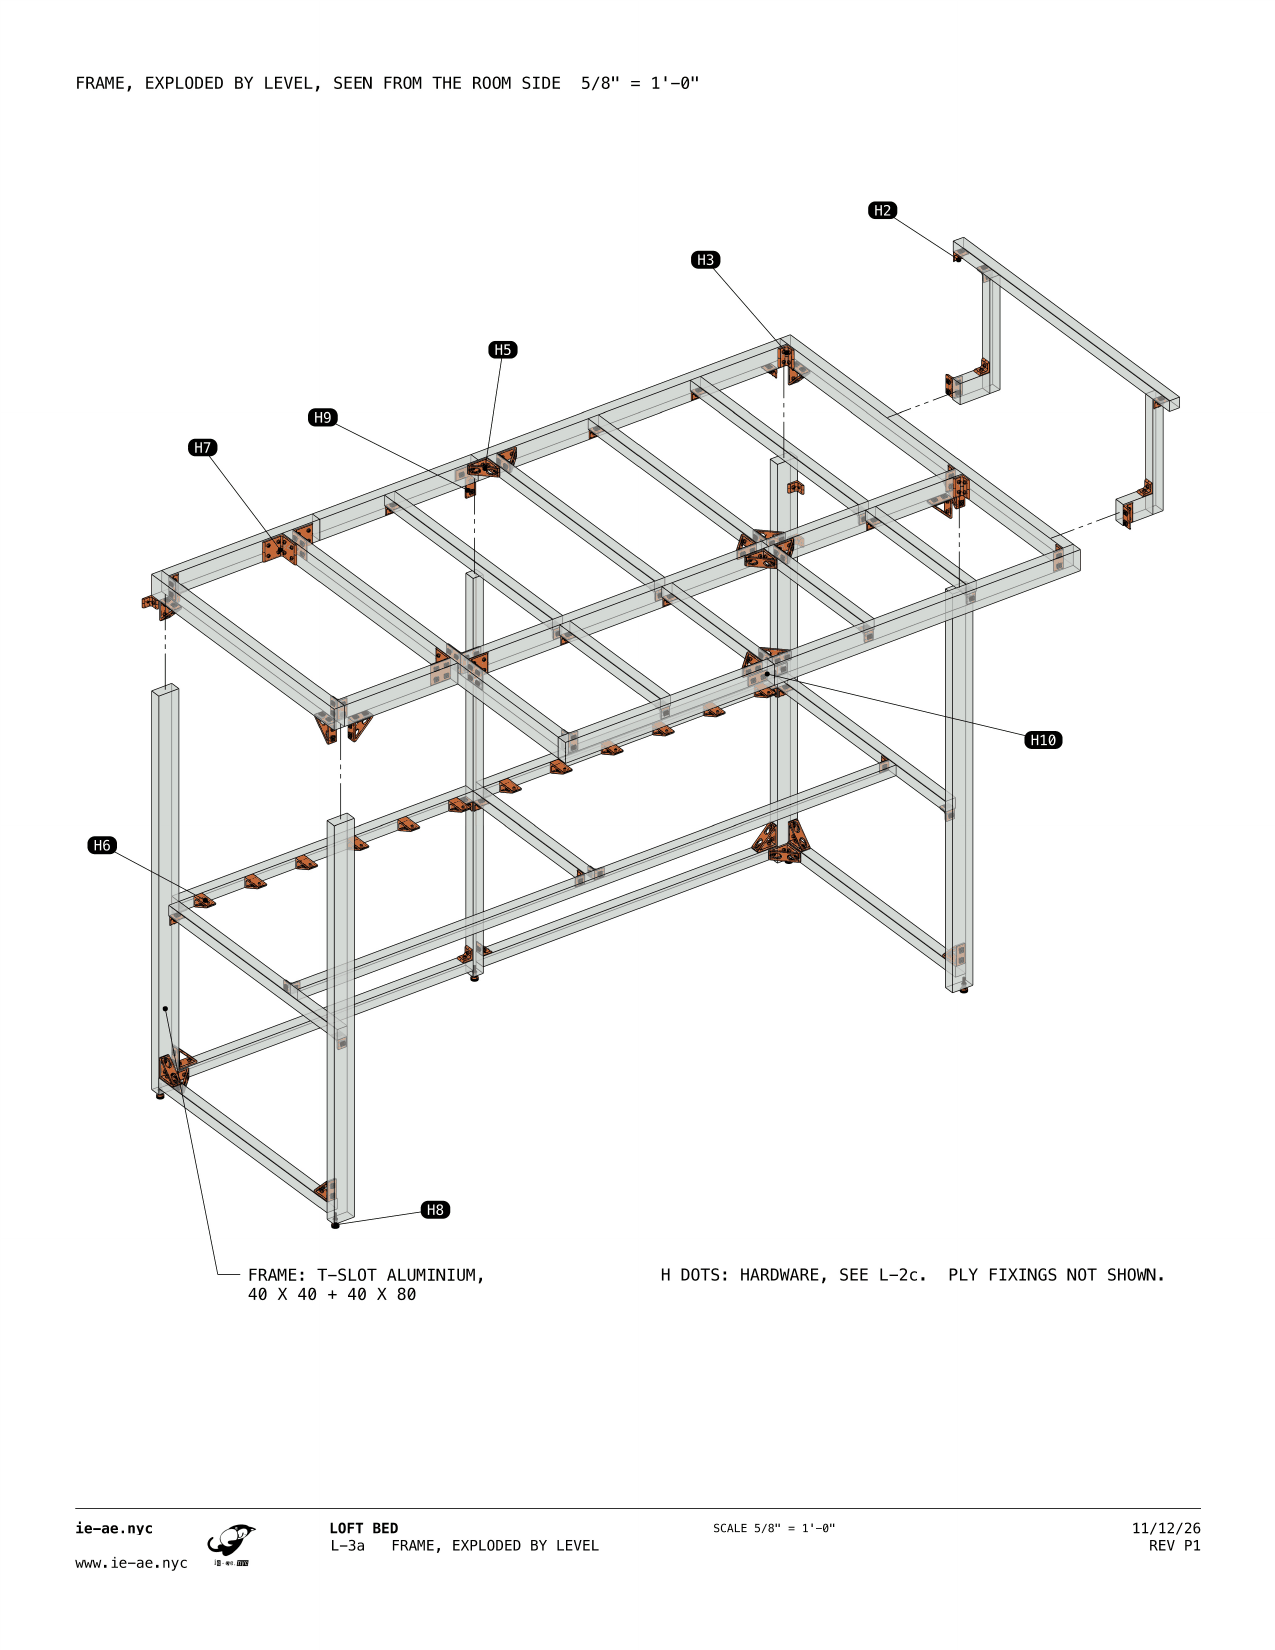 FRAME, EXPLODED BY LEVEL, SEEN FROM THE ROOM SIDE  5/8" = 1'-0"
H2
H3
H5
H9
H7
H10
H6
H8
FRAME: T-SLOT ALUMINIUM,
40 X 40 + 40 X 80
H DOTS: HARDWARE, SEE L-2c.  PLY FIXINGS NOT SHOWN.
ie-ae.nyc
www.ie-ae.nyc
LOFT BED
L-3a   FRAME, EXPLODED BY LEVEL
SCALE 5/8" = 1'-0"
11/12/26
REV P1